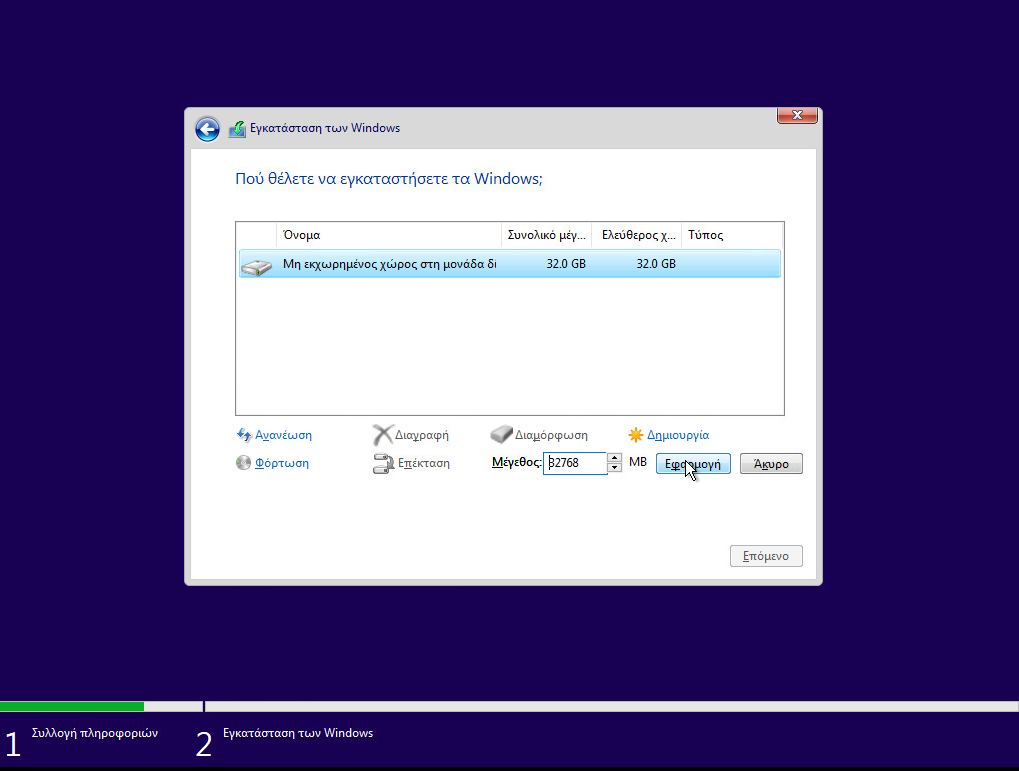 Εγκατάσταση των Windows
Πού θέλετε να εγκαταστήσετε τα Windows;
Όνομα Συνολικό μέγ... Ελεύθερος χ... Τύπος
Μη εκχωρημένος χώρος στη μονάδα δί 32.0 GB 32.0 GB
Ανανέωση Διαγραφή Διαμόρφωση Δημιουργία
Φόρτωση Επέκταση Μέγεθος: 32768 MB Εφαρμογή Άκυρο
Επόμενο
1 Συλλογή πληροφοριών 2 Εγκατάσταση των Windows